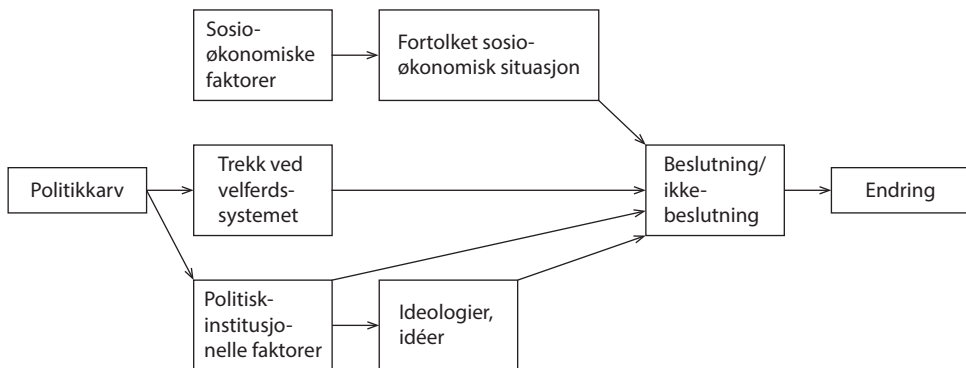 Sosio-
økonomiske
faktorer
Fortolket sosio-
økonomisk situasjon
Politikkarv
Trekk ved
velferds-
systemet
Beslutning/
ikke-
beslutning
Endring
Politisk-
institusjo-
nelle faktorer
Ideologier,
idéer